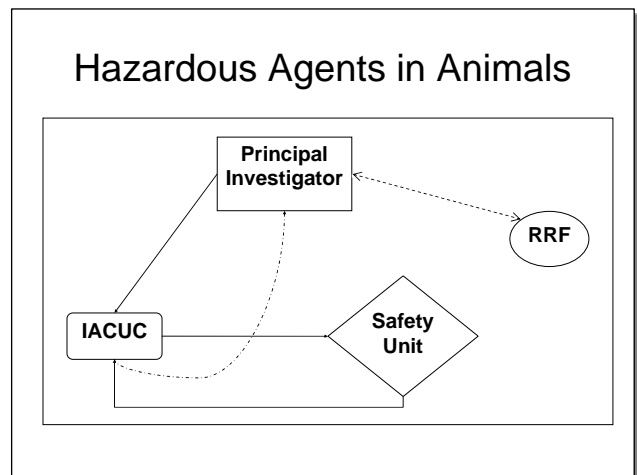 Hazardous Agents in Animals
Principal
Investigator
RRF
IACUC
Safety
Unit